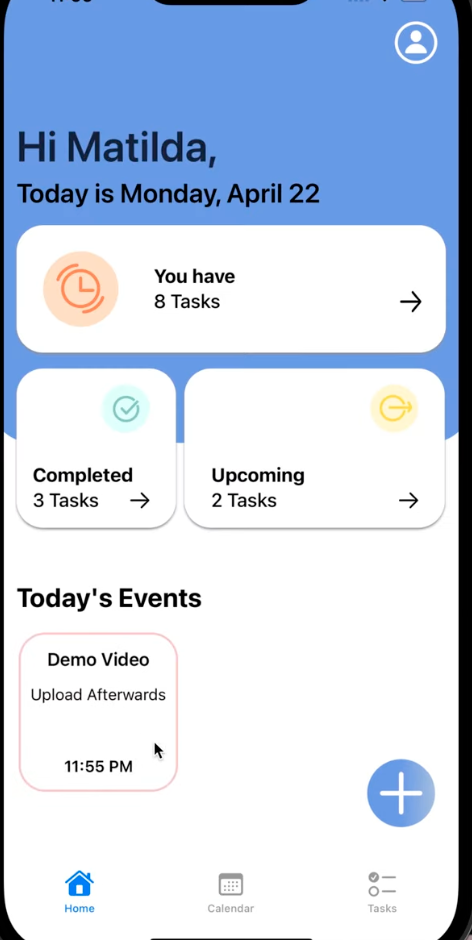 Hi Matilda,
Today is Monday, April 22
You have
8 Tasks
Completed
3 Tasks
Upcoming
2 Tasks
Today's Events
Demo Video
Upload Afterwards
11:55 PM
Home
Calendar
Tasks